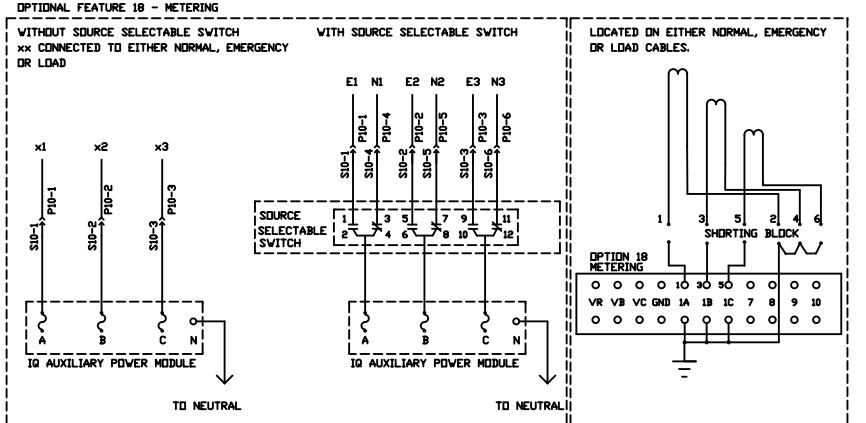 OPTIONAL FEATURE 18 - METERING
WITHOUT SOURCE SELECTABLE SWITCH
xx CONNECTED TO EITHER NORMAL, EMERGENCY
OR LOAD
x1 x2 x3
P10-1 P10-2 P10-3
S10-1 S10-2 S10-3
A B C N
IQ AUXILIARY POWER MODULE
TO NEUTRAL
WITH SOURCE SELECTABLE SWITCH
E1 N1 E2 N2 E3 N3
P10-1 P10-4 P10-2 P10-5 P10-3 P10-6
S10-1 S10-4 S10-2 S10-5 S10-3 S10-6
SOURCE
SELECTABLE
SWITCH
1 3 5 7 9 11
2 4 6 8 10 12
A B C N
IQ AUXILIARY POWER MODULE
TO NEUTRAL
LOCATED ON EITHER NORMAL, EMERGENCY
OR LOAD CABLES.
1 3 5 2 4 6
SHORTING BLOCK
OPTION 18
METERING
1 3 5
VR VB VC GND 1A 1B 1C 7 8 9 10